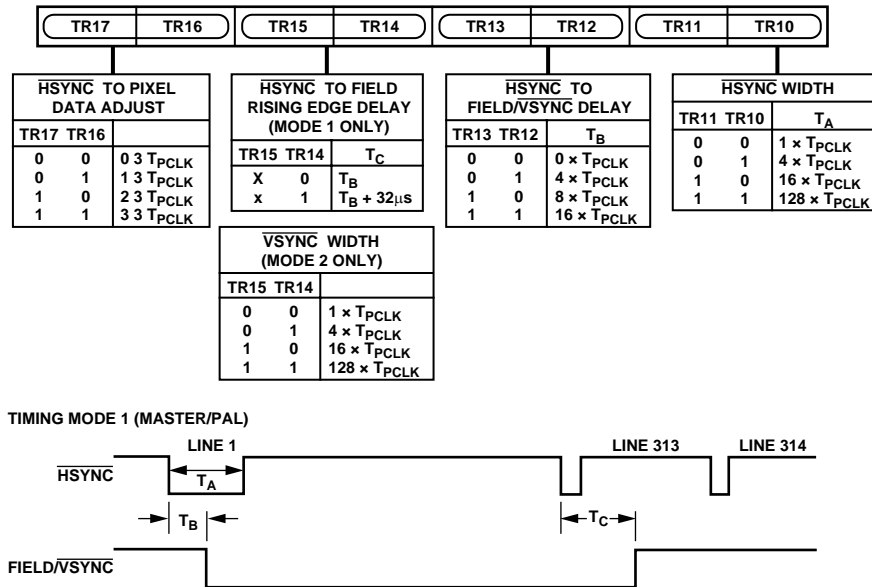 TR17 TR16 TR15 TR14 TR13 TR12 TR11 TR10
HSYNC TO PIXEL
DATA ADJUST
TR17 TR16
0 0 0 3 TPCLK
0 1 1 3 TPCLK
1 0 2 3 TPCLK
1 1 3 3 TPCLK
HSYNC TO FIELD
RISING EDGE DELAY
(MODE 1 ONLY)
TR15 TR14 TC
X 0 TB
x 1 TB + 32μs
HSYNC TO
FIELD/VSYNC DELAY
TR13 TR12 TB
0 0 0 × TPCLK
0 1 4 × TPCLK
1 0 8 × TPCLK
1 1 16 × TPCLK
HSYNC WIDTH
TR11 TR10 TA
0 0 1 × TPCLK
0 1 4 × TPCLK
1 0 16 × TPCLK
1 1 128 × TPCLK
VSYNC WIDTH
(MODE 2 ONLY)
TR15 TR14
0 0 1 × TPCLK
0 1 4 × TPCLK
1 0 16 × TPCLK
1 1 128 × TPCLK
TIMING MODE 1 (MASTER/PAL)
LINE 1 LINE 313 LINE 314
HSYNC
TA
TB
TC
FIELD/VSYNC